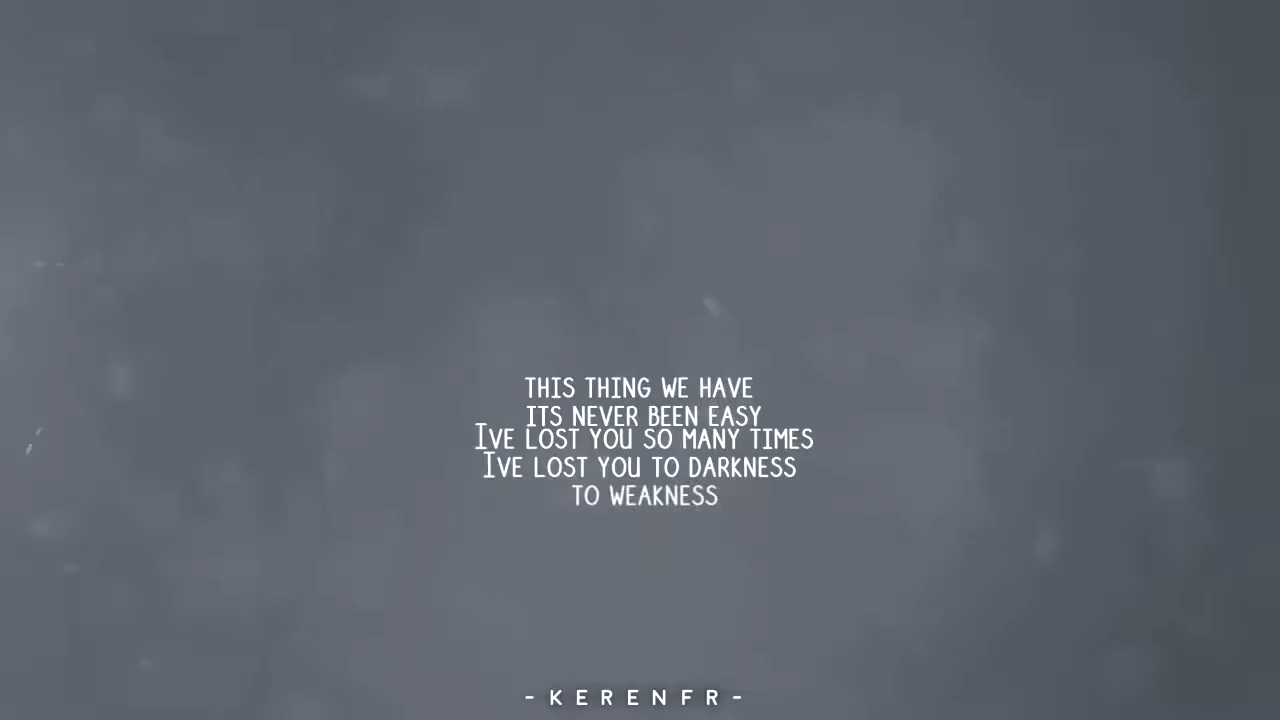 THIS THING WE HAVE
ITS NEVER BEEN EASY
IVE LOST YOU SO MANY TIMES
IVE LOST YOU TO DARKNESS
TO WEAKNESS
- KERENFR -